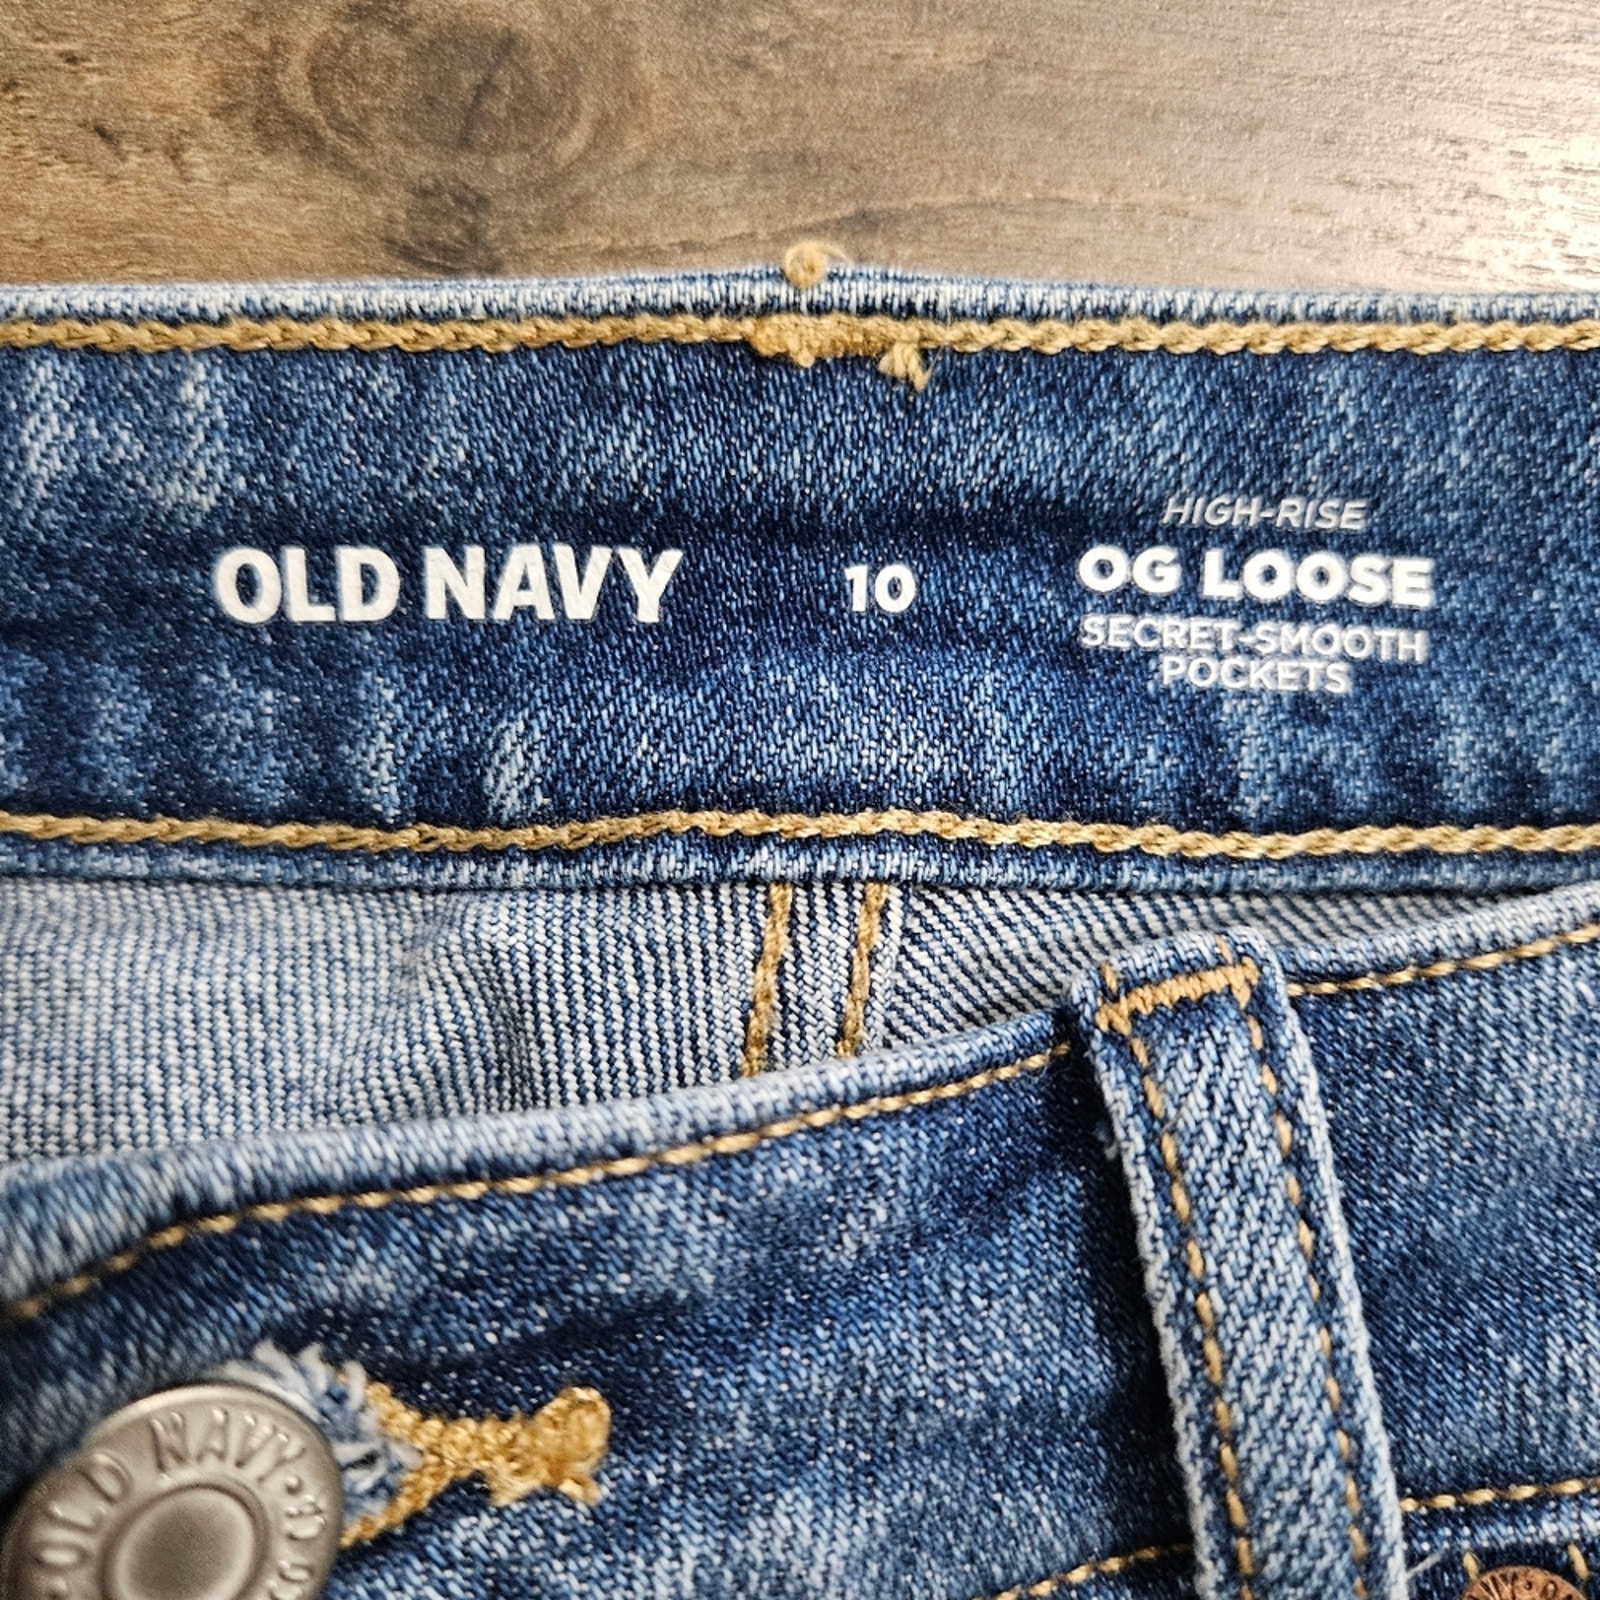 OLD NAVY
10
HIGH-RISE
OG LOOSE
SECRET-SMOOTH
POCKETS
OLD NAVY